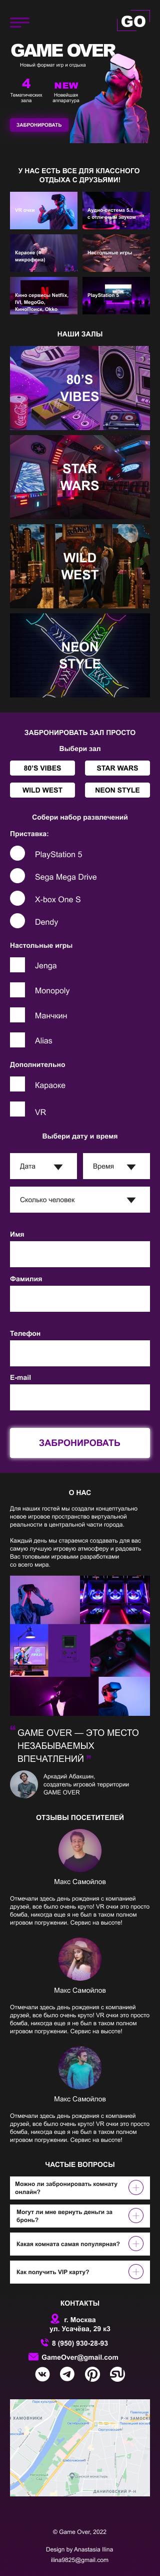 GO
GAME OVER
Новый формат игр и отдыха
4
NEW
Тематических
зала
Новейшая
аппаратура
ЗАБРОНИРОВАТЬ
У НАС ЕСТЬ ВСЕ ДЛЯ КЛАССНОГО
ОТДЫХА С ДРУЗЬЯМИ!
Аудио-система 5.1
с отличным звуком
Караоке (2
микрофона)
Настольные игры
Кино сервисы Netflix,
IVI, MegoGo,
КиноПоиск, Okko
PlayStation 5
НАШИ ЗАЛЫ
80'S
VIBES
STAR
WARS
WILD
WEST
NEON
STYLE
ЗАБРОНИРОВАТЬ ЗАЛ ПРОСТО
Выбери зал
80'S VIBES
STAR WARS
WILD WEST
NEON STYLE
Собери набор развлечений
Приставка:
PlayStation 5
Sega Mega Drive
X-box One S
Dendy
Настольные игры
Jenga
Monopoly
Манчкин
Alias
Дополнительно
Караоке
VR
Выбери дату и время
Дата
Время
Сколько человек
Имя
Фамилия
Телефон
E-mail
ЗАБРОНИРОВАТЬ
О НАС
Для наших гостей мы создали концептуально
новое игровое пространство виртуальной
реальности в центральной части города.
Каждый день мы стараемся создавать для вас
самую лучшую игровую атмосферу и радовать
Вас топовыми игровыми разработками
со всего мира.
“ GAME OVER — ЭТО МЕСТО
НЕЗАБЫВАЕМЫХ
ВПЕЧАТЛЕНИЙ ”
Аркадий Абакшин,
создатель игровой территории
GAME OVER
ОТЗЫВЫ ПОСЕТИТЕЛЕЙ
Макс Самойлов
Отмечали здесь день рождения с компанией
друзей, все было очень круто! VR очки это просто
бомба, никогда еще я не был в таком полном
игровом погружении. Сервис на высоте!
Макс Самойлов
Отмечали здесь день рождения с компанией
друзей, все было очень круто! VR очки это просто
бомба, никогда еще я не был в таком полном
игровом погружении. Сервис на высоте!
Макс Самойлов
Отмечали здесь день рождения с компанией
друзей, все было очень круто! VR очки это просто
бомба, никогда еще я не был в таком полном
игровом погружении. Сервис на высоте!
ЧАСТЫЕ ВОПРОСЫ
Можно ли забронировать комнату
онлайн?
Могут ли мне вернуть деньги за
бронь?
Какая комната самая популярная?
Как получить VIP карту?
КОНТАКТЫ
г. Москва
ул. Усачёва, 29 к3
8 (950) 930-28-93
GameOver@gmail.com
ДАНИЛОВСКИЙ Р-Н
© Game Over, 2022
Design by Anastasia Ilina
ilina9825@gmail.com